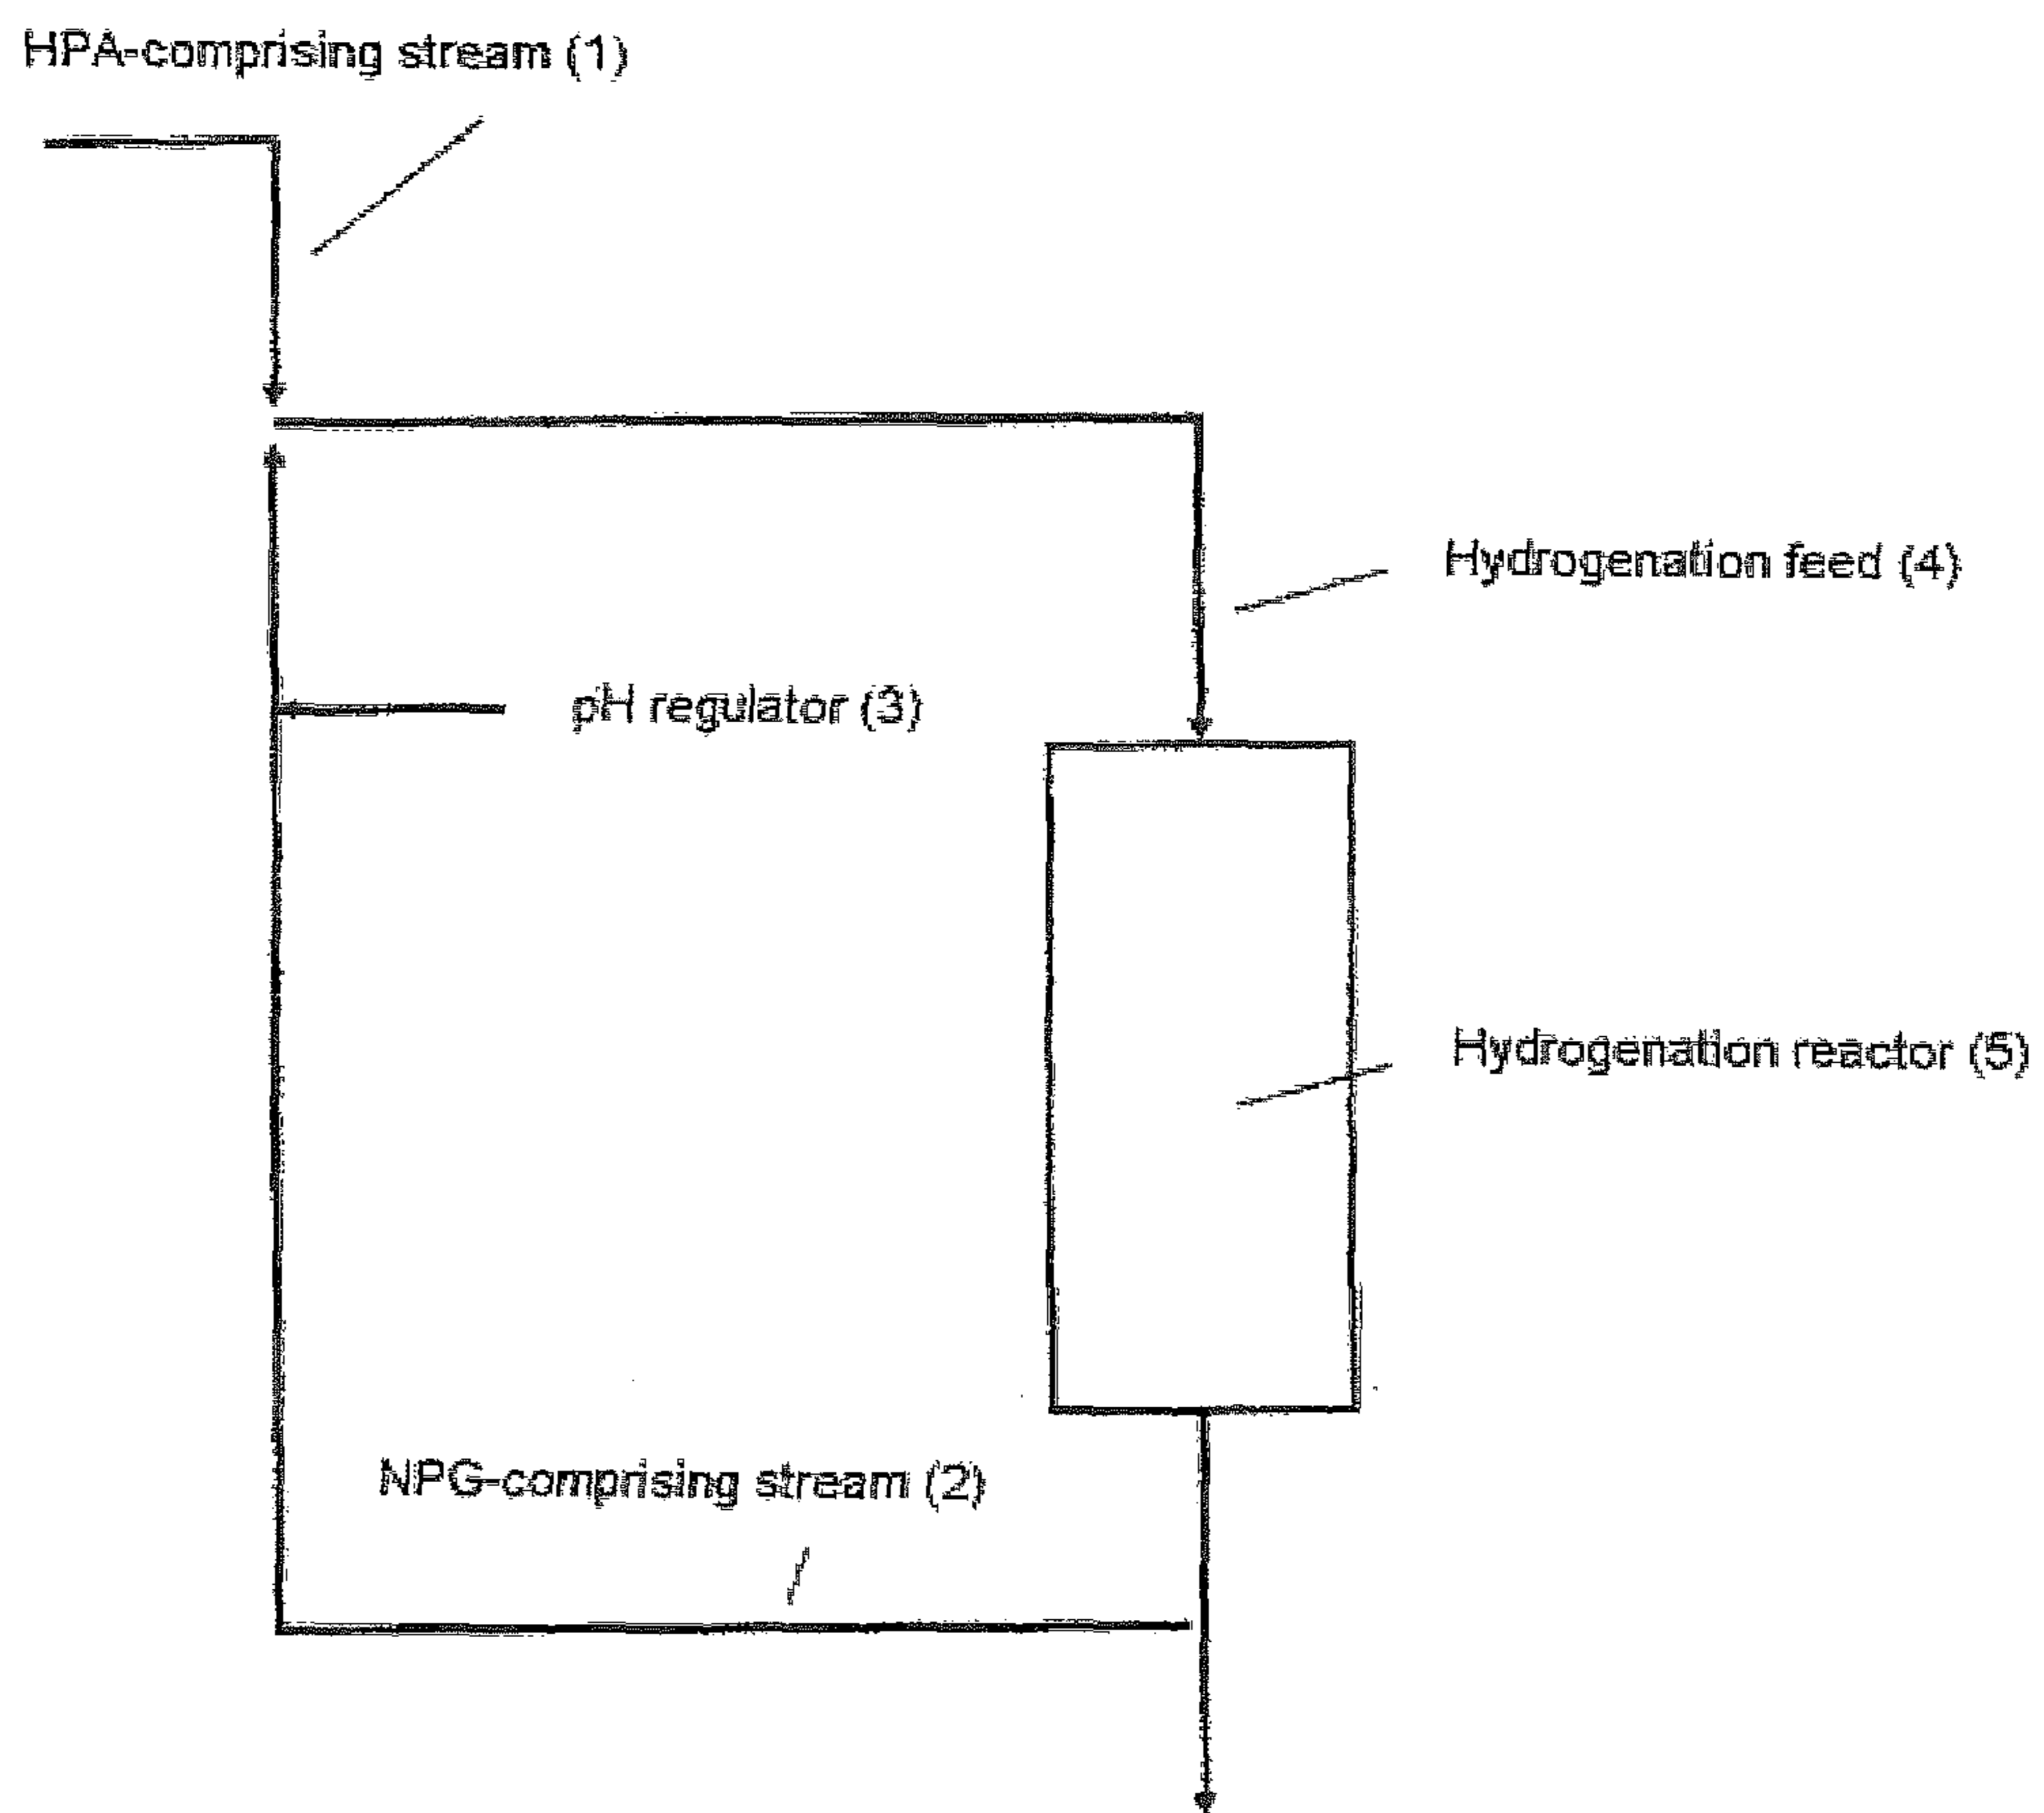 HPA-comprising stream (1)
Hydrogenation feed (4)
pH regulator (3)
Hydrogenation reactor (5)
NPG-comprising stream (2)